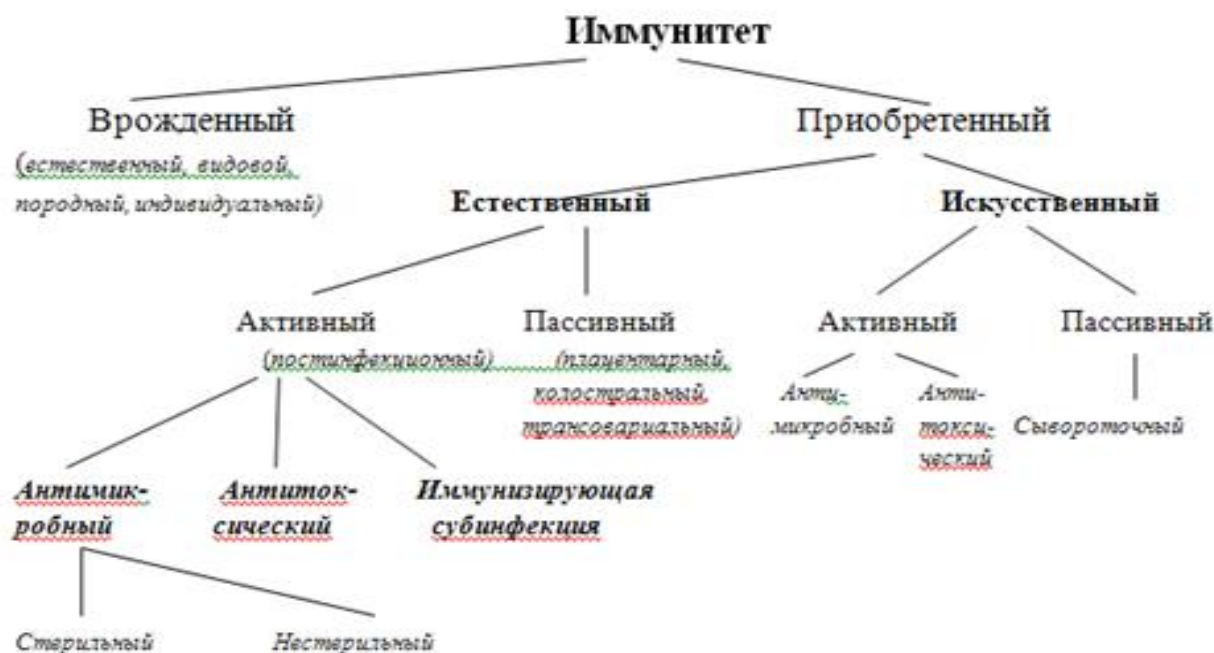 Иммунитет
Врожденный Приобретенный
(естественный, видовой,
породный, индивидуальный)
Естественный Искусственный
Активный Пассивный Активный Пассивный
(постинфекционный) (плацентарный,
колостральный, Анти- Анти-
трансовариальный) микробный токси- Сывороточный
ческий
Антимик- Антиток- Иммунизирующая
робный сический субинфекция
Стерильный Нестерильный